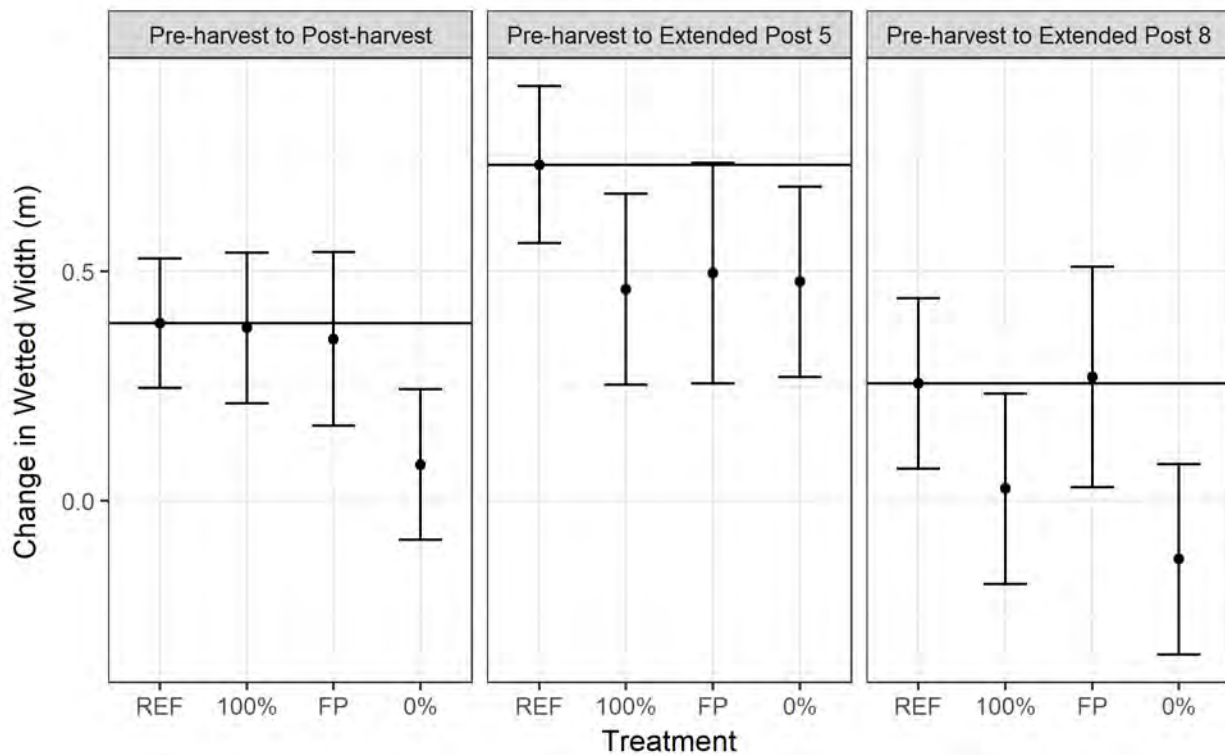 Pre-harvest to Post-harvest
Pre-harvest to Extended Post 5
Pre-harvest to Extended Post 8
Change in Wetted Width (m)
0.5
0.0
REF 100% FP 0%
REF 100% FP 0%
REF 100% FP 0%
Treatment